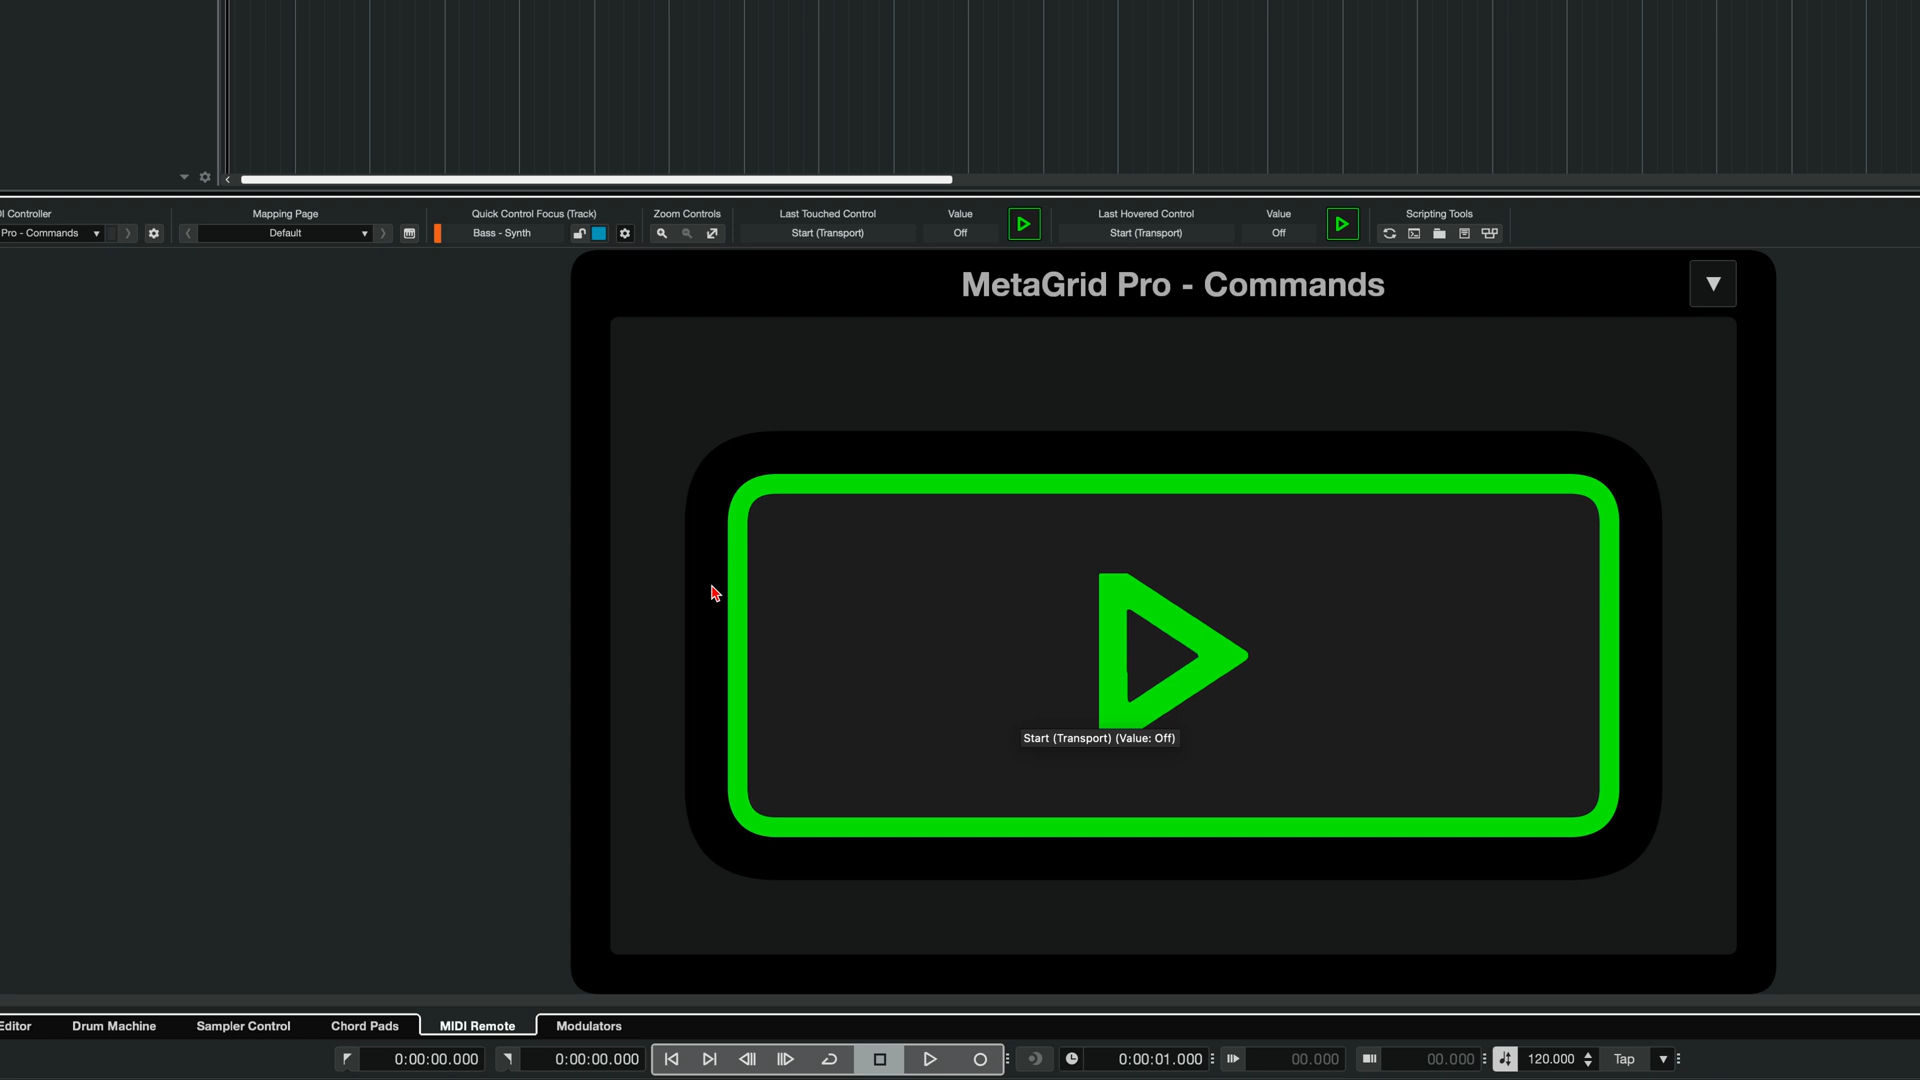 DI Controller
Mapping Page
Quick Control Focus (Track)
Zoom Controls
Last Touched Control
Value
Last Hovered Control
Value
Scripting Tools
Pro - Commands
Default
Bass - Synth
Start (Transport)
Off
Start (Transport)
Off
MetaGrid Pro - Commands
Start (Transport) (Value: Off)
Editor
Drum Machine
Sampler Control
Chord Pads
MIDI Remote
Modulators
0:00:00.000
0:00:00.000
0:00:01.000
00.000
00.000
120.000
Tap